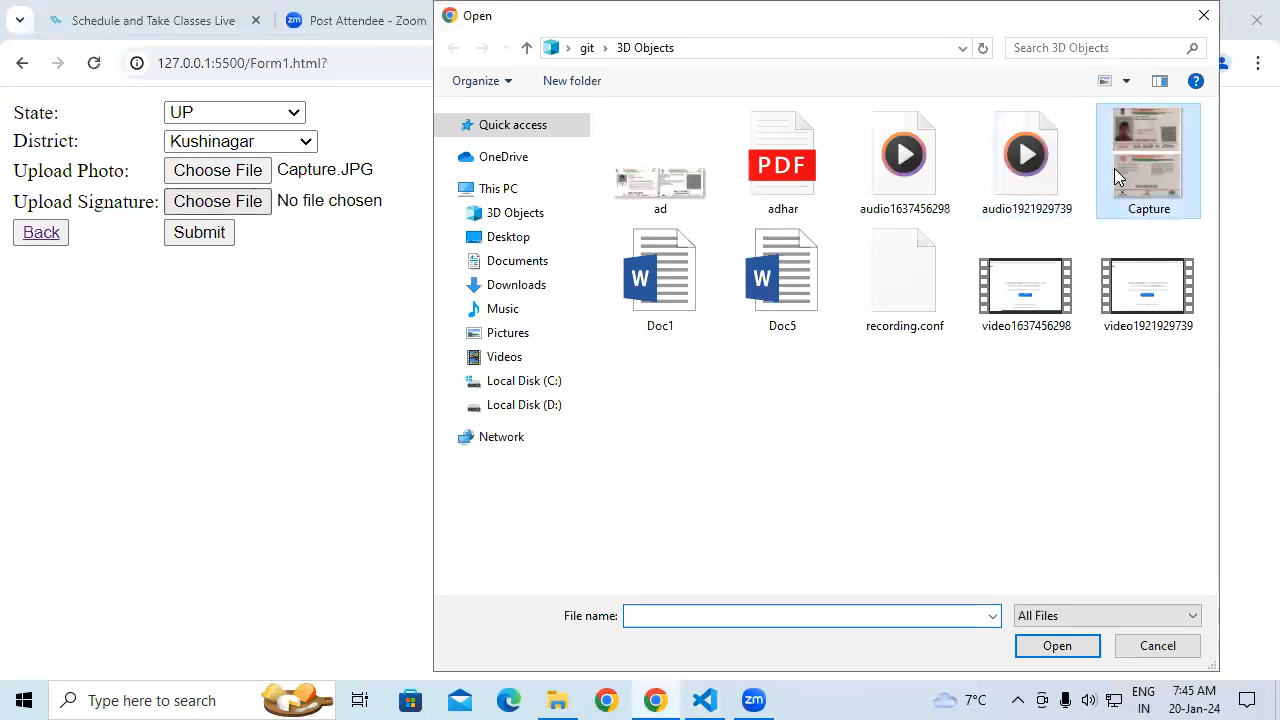 Schedule and Take Classes Live
Post Attendee - Zoom
127.0.0.1:5500/Form1.html?
State:
UP
District:
Kushinagar
Upload Photo:
Choose File
Capture.JPG
Upload Signature:
Choose File
No file chosen
Back
Submit
Open
git
3D Objects
Search 3D Objects
Organize
New folder
Quick access
OneDrive
This PC
3D Objects
Desktop
Documents
Downloads
Music
Pictures
Videos
Local Disk (C:)
Local Disk (D:)
Network
ad
PDF
adhar
audio1637456298
audio1921929739
Capture
W
Doc1
W
Doc5
recording.conf
video1637456298
video1921929739
File name:
All Files
Open
Cancel
Type here to search
zm
7°C
ENG
IN
7:45 AM
20-Jan-24